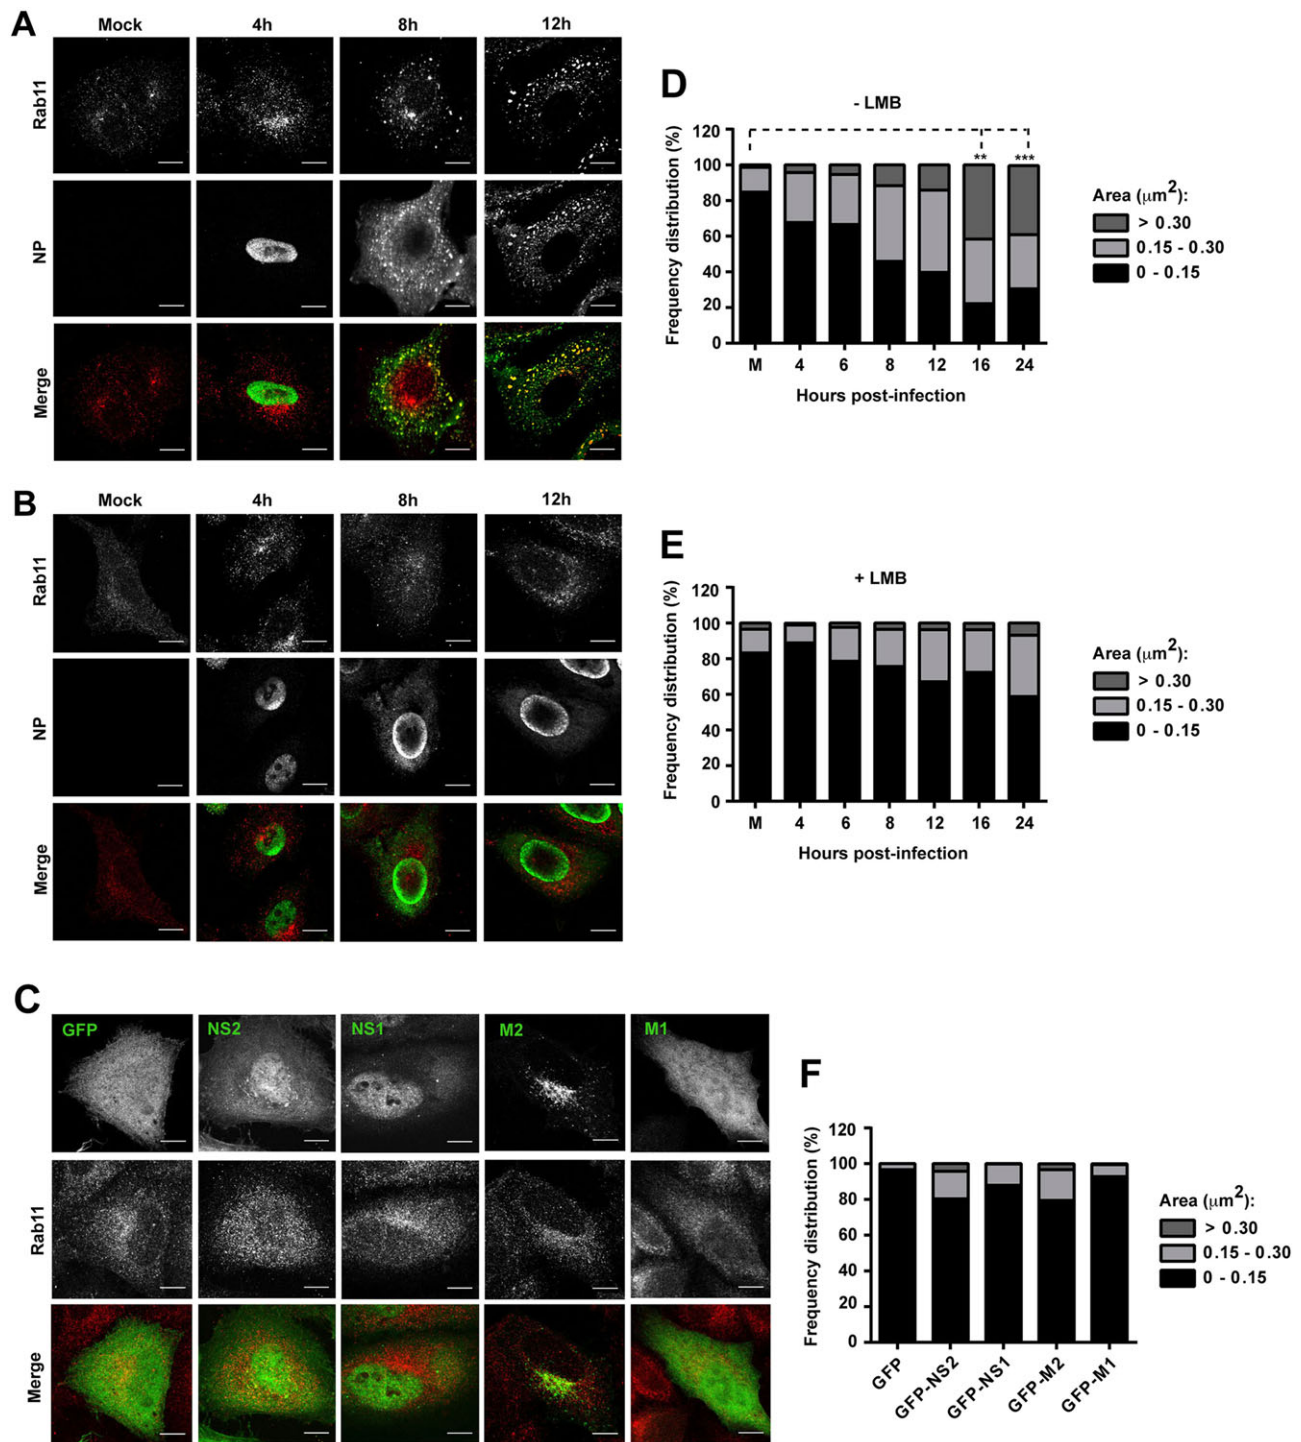 A
Mock 4h 8h 12h
Rab11
NP
Merge
B
Mock 4h 8h 12h
Rab11
NP
Merge
C
GFP NS2 NS1 M2 M1
Rab11
Merge
D
- LMB
Frequency distribution (%)
120
100
80
60
40
20
0
** ***
M 4 6 8 12 16 24
Hours post-infection
Area (μm²):
> 0.30
0.15 - 0.30
0 - 0.15
E
+ LMB
Frequency distribution (%)
120
100
80
60
40
20
0
M 4 6 8 12 16 24
Hours post-infection
Area (μm²):
> 0.30
0.15 - 0.30
0 - 0.15
F
Frequency distribution (%)
120
100
80
60
40
20
0
GFP GFP-NS2 GFP-NS1 GFP-M2 GFP-M1
Area (μm²):
> 0.30
0.15 - 0.30
0 - 0.15